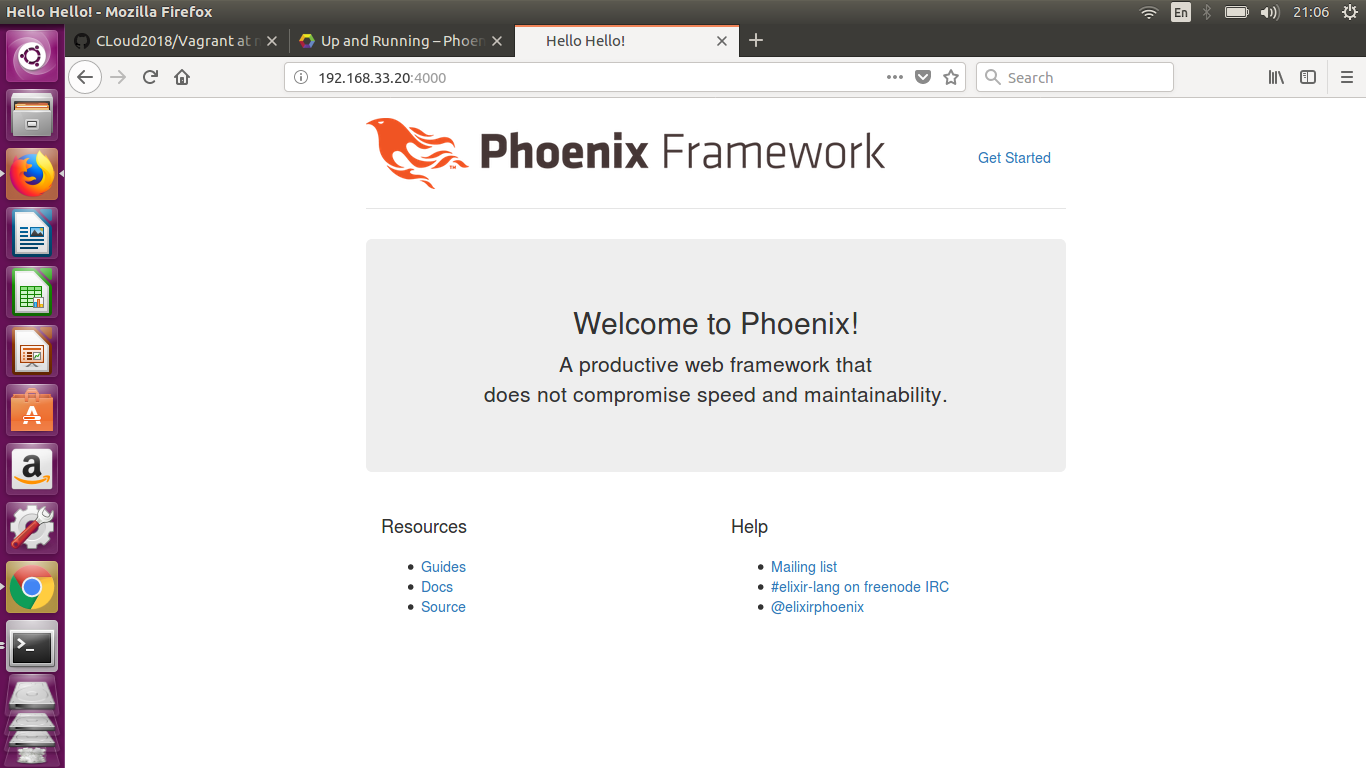 Hello Hello! - Mozilla Firefox
En
21:06
CLoud2018/Vagrant at
Up and Running – Phoen
Hello Hello!
192.168.33.20:4000
Search
Phoenix Framework
TM
Get Started
Welcome to Phoenix!
A productive web framework that
does not compromise speed and maintainability.
Resources
Help
Guides
Mailing list
Docs
#elixir-lang on freenode IRC
Source
@elixirphoenix